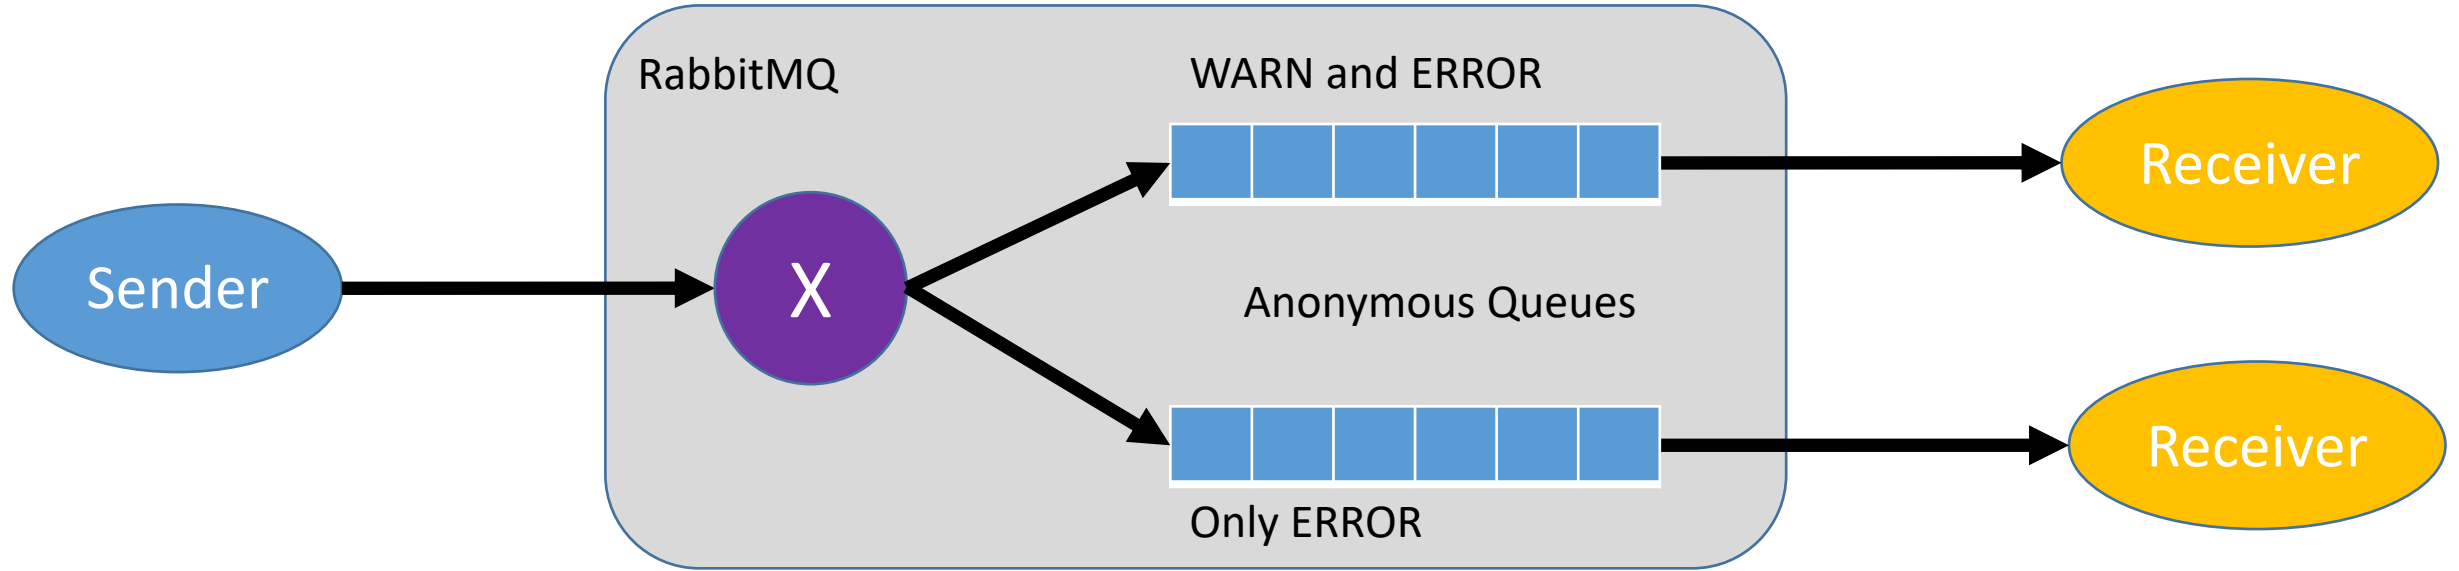 RabbitMQ
WARN and ERROR
Receiver
Sender
X
Anonymous Queues
Receiver
Only ERROR